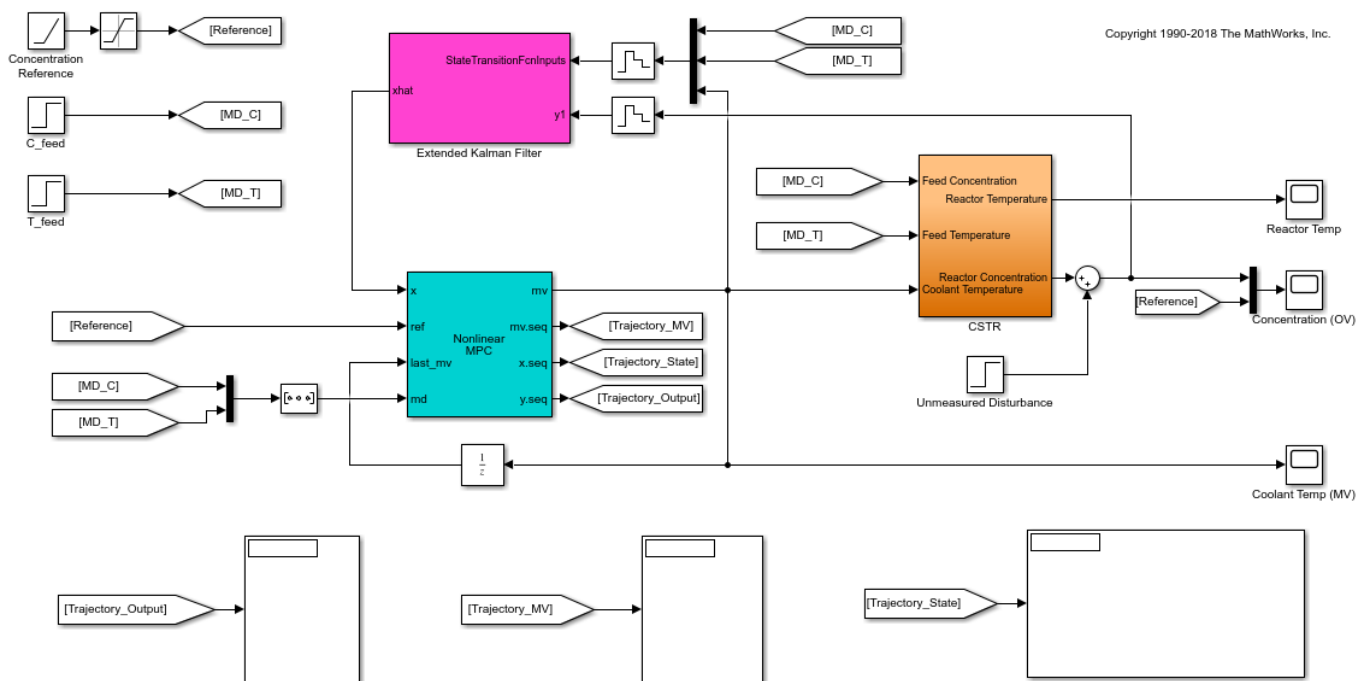 [Reference]
Concentration
Reference
[MD_C]
C_feed
[MD_T]
T_feed
StateTransitionFcnInputs
xhat
y1
Extended Kalman Filter
[MD_C]
[MD_T]
Copyright 1990-2018 The MathWorks, Inc.
[MD_C]
[MD_T]
Feed Concentration
Reactor Temperature
Feed Temperature
Reactor Concentration
Coolant Temperature
CSTR
Reactor Temp
+
+
[Reference]
Concentration (OV)
Unmeasured Disturbance
[Reference]
[MD_C]
[MD_T]
x
ref
last_mv
md
Nonlinear
MPC
mv
mv.seq
x.seq
y.seq
[Trajectory_MV]
[Trajectory_State]
[Trajectory_Output]
1
z
Coolant Temp (MV)
[Trajectory_Output]
[Trajectory_MV]
[Trajectory_State]